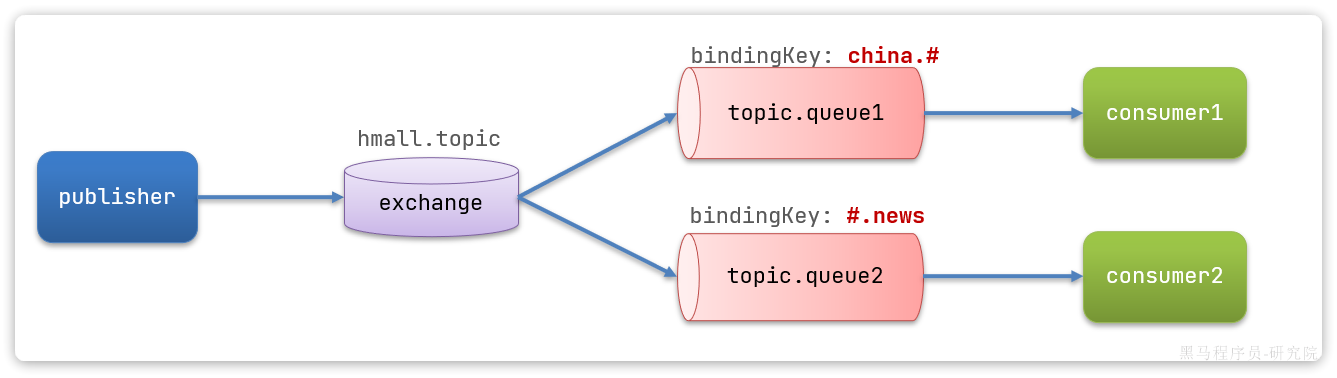 bindingKey: china.#
topic.queue1
consumer1
hmall.topic
publisher
exchange
bindingKey: #.news
topic.queue2
consumer2
黑马程序员-研究院